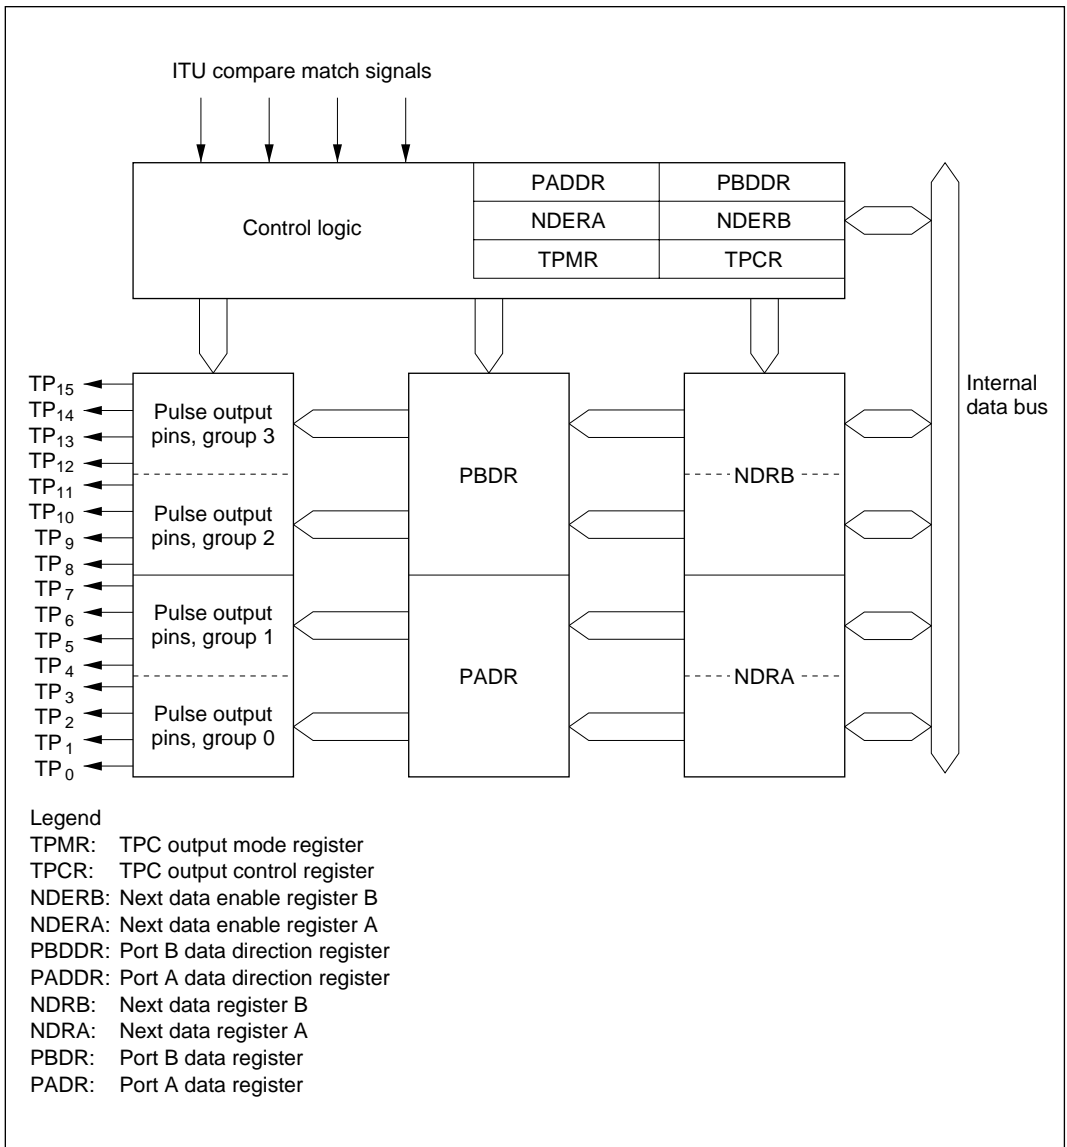 ITU compare match signals
PADDR PBDDR
Control logic NDERA NDERB
TPMR TPCR
Internal
data bus
TP15
TP14
TP13
TP12
TP11
TP10
TP9
TP8
TP7
TP6
TP5
TP4
TP3
TP2
TP1
TP0
Pulse output
pins, group 3
Pulse output
pins, group 2
Pulse output
pins, group 1
Pulse output
pins, group 0
PBDR
PADR
NDRB
NDRA
Legend
TPMR: TPC output mode register
TPCR: TPC output control register
NDERB: Next data enable register B
NDERA: Next data enable register A
PBDDR: Port B data direction register
PADDR: Port A data direction register
NDRB: Next data register B
NDRA: Next data register A
PBDR: Port B data register
PADR: Port A data register